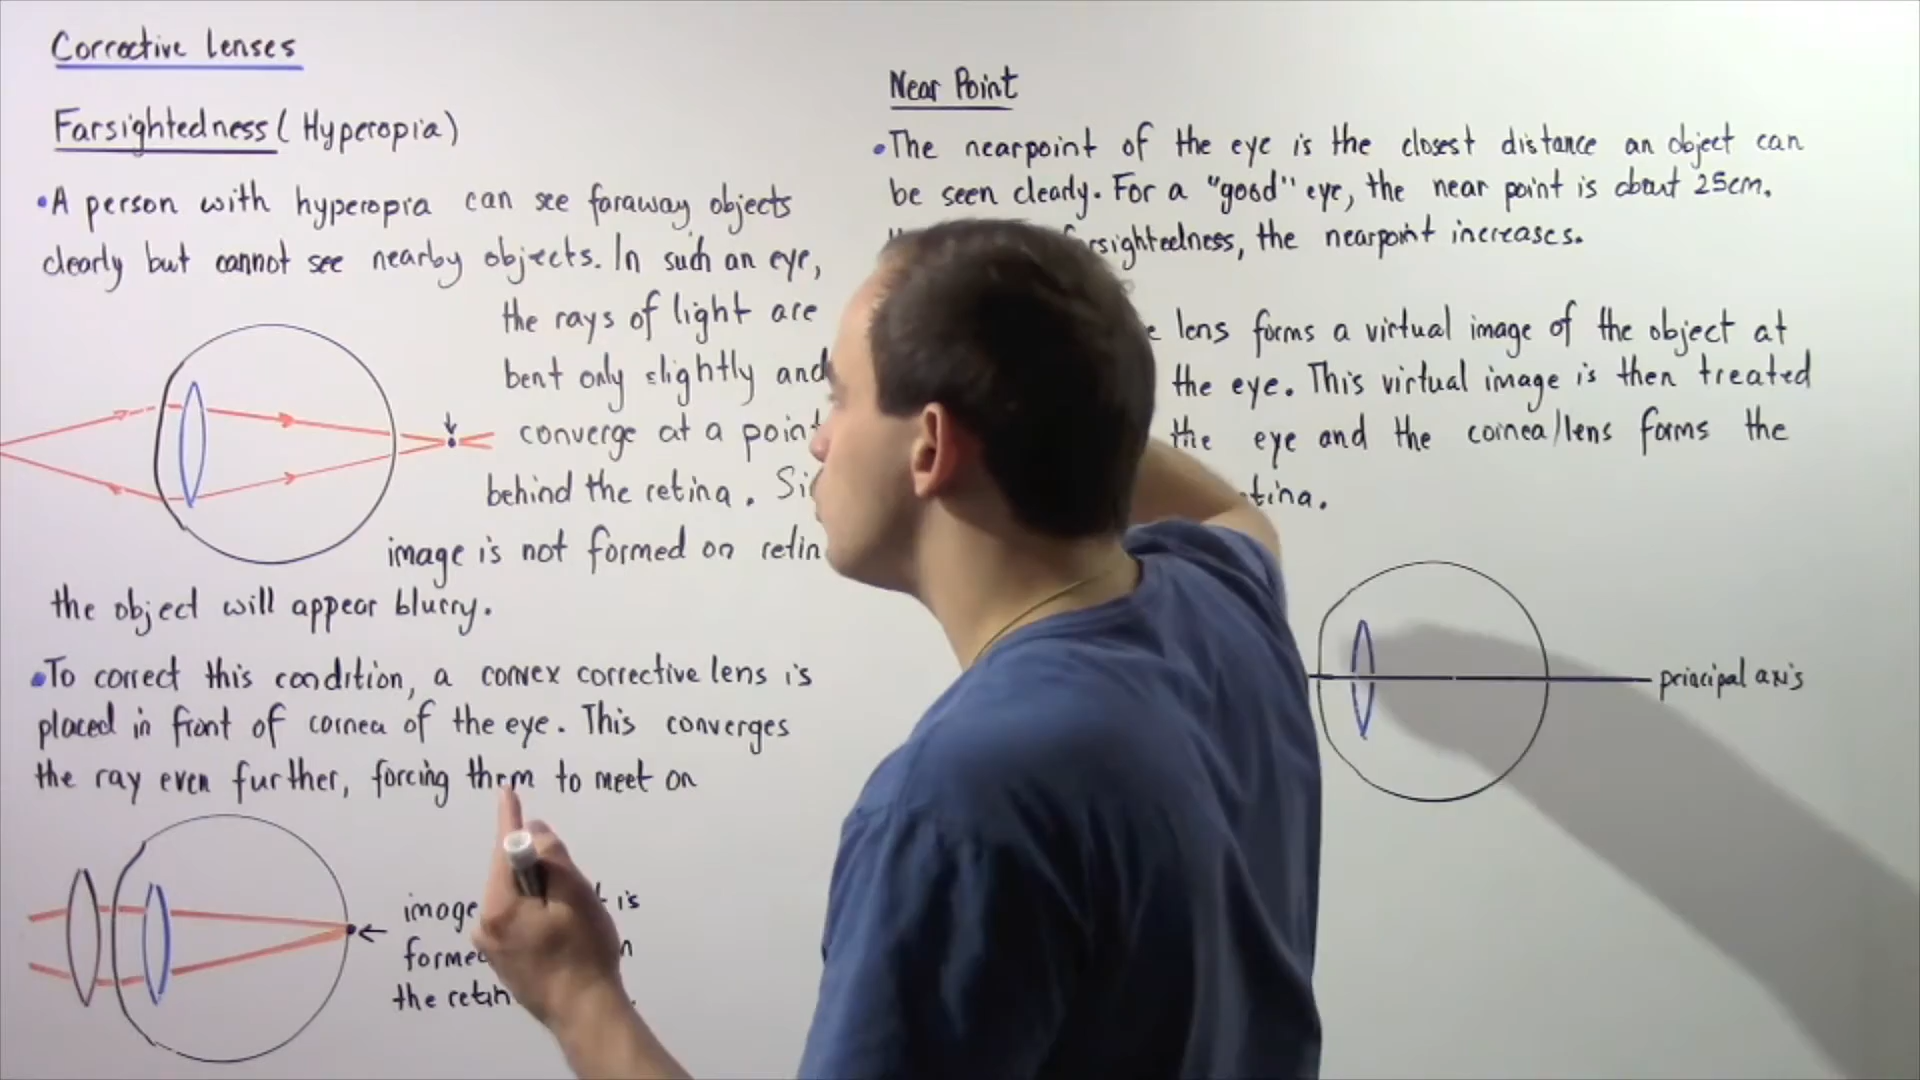 Corrective lenses
Farsightedness (Hyperopia)
•A person with hyperopia can see faraway objects
clearly but cannot see nearby objects. In such an eye,
the rays of light are
bent only slightly and
converge at a point
behind the retina.
image is not formed on
the object will appear blurry.
•To correct this condition, a convex corrective lens is
placed in front of cornea of the eye. This converges
the ray even further, forcing them to meet on
image is
the
Near Point
•The nearpoint of the eye is the closest distance an object can
be seen clearly. For a "good" eye, the near point is about 25cm.
the nearpoint increases.
lens forms a virtual image of the object at
the eye. This virtual image is then treated
the eye and the cornea/lens forms the
principal axis